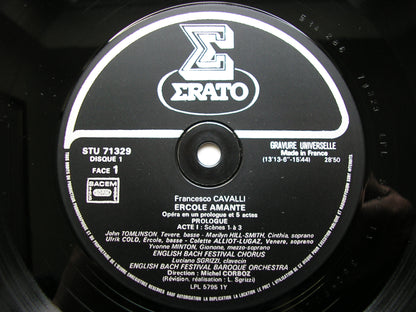 ERATO
STU 71329
DISQUE 1
FACE 1
SACEM
GRAVURE UNIVERSELLE
Made in France
(13'13-6"-15'44) 28'50
Francesco CAVALLI
ERCOLE AMANTE
Opéra en un prologue et 5 actes
PROLOGUE
ACTE I : Scènes 1 à 3
John TOMLINSON, Tevere, basse - Marilyn HILL-SMITH, Cinthia, soprano
Ulrik COLD, Ercole, basse - Colette ALLIOT-LUGAZ, Venere, soprano
Yvonne MINTON, Gionone, mezzo-soprano
ENGLISH BACH FESTIVAL CHORUS
Luciano SGRIZZI, clavecin
ENGLISH BACH FESTIVAL BAROQUE ORCHESTRA
Direction : Michel CORBOZ
(Révision, réalisation : L. Sgrizzi)
LPL 5795 1Y